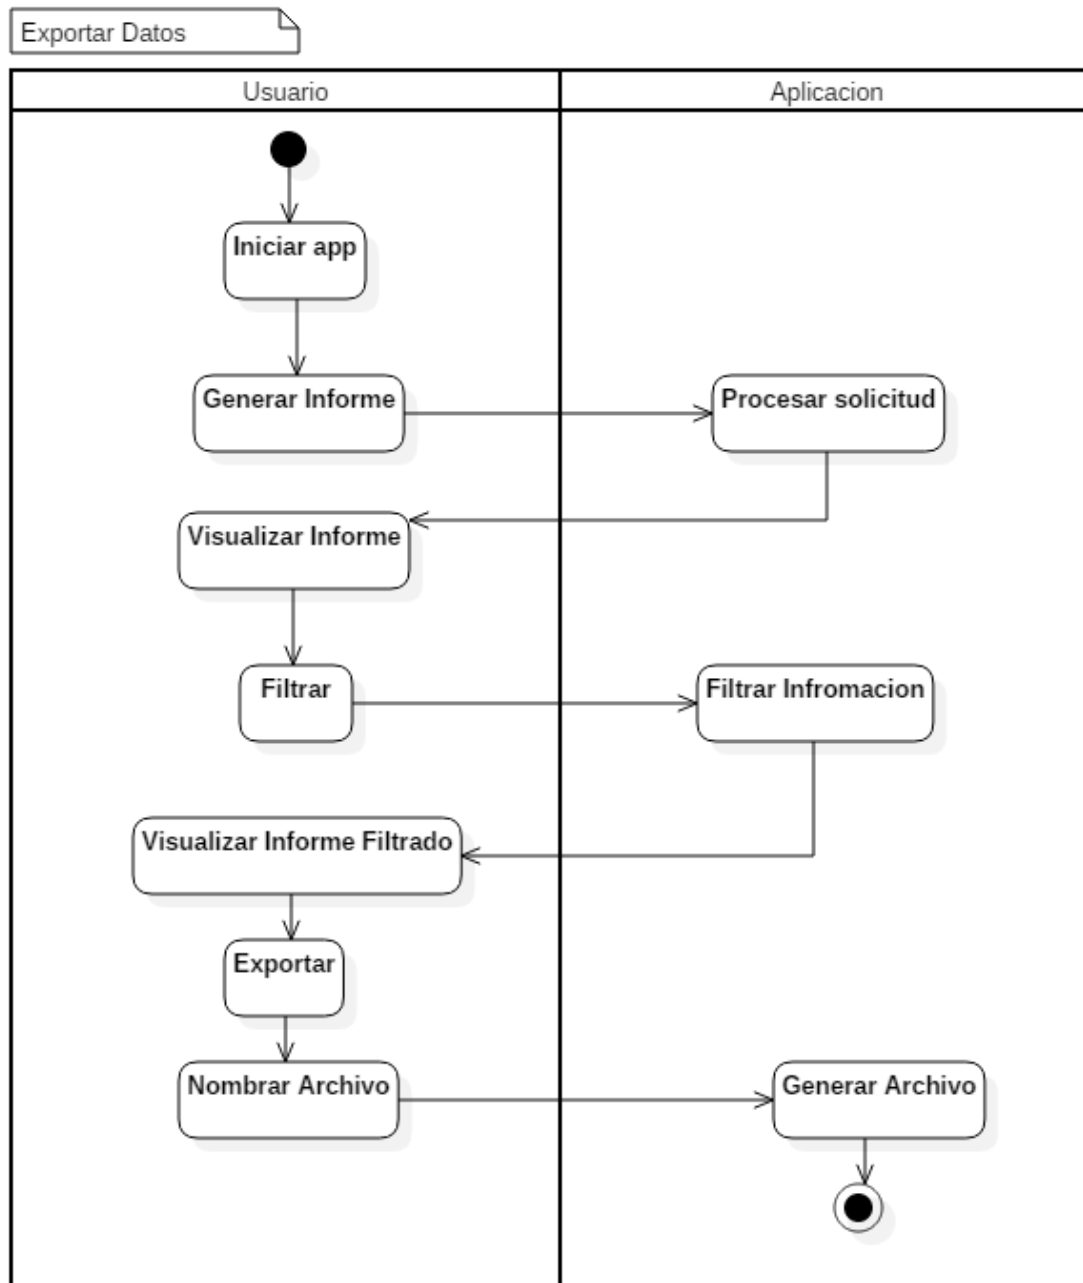 Exportar Datos
Usuario
Aplicacion
Iniciar app
Generar Informe
Procesar solicitud
Visualizar Informe
Filtrar
Filtrar Infromacion
Visualizar Informe Filtrado
Exportar
Nombrar Archivo
Generar Archivo